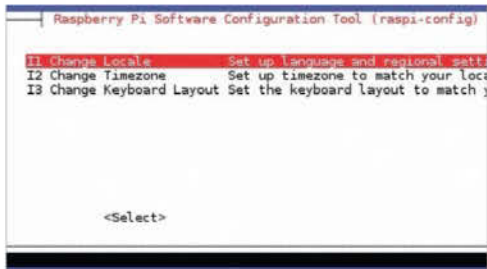 Raspberry Pi Software Configuration Tool (raspi-config)
I1 Change Locale Set up language and regional setti
I2 Change Timezone Set up timezone to match your loca
I3 Change Keyboard Layout Set the keyboard layout to match y
<Select>